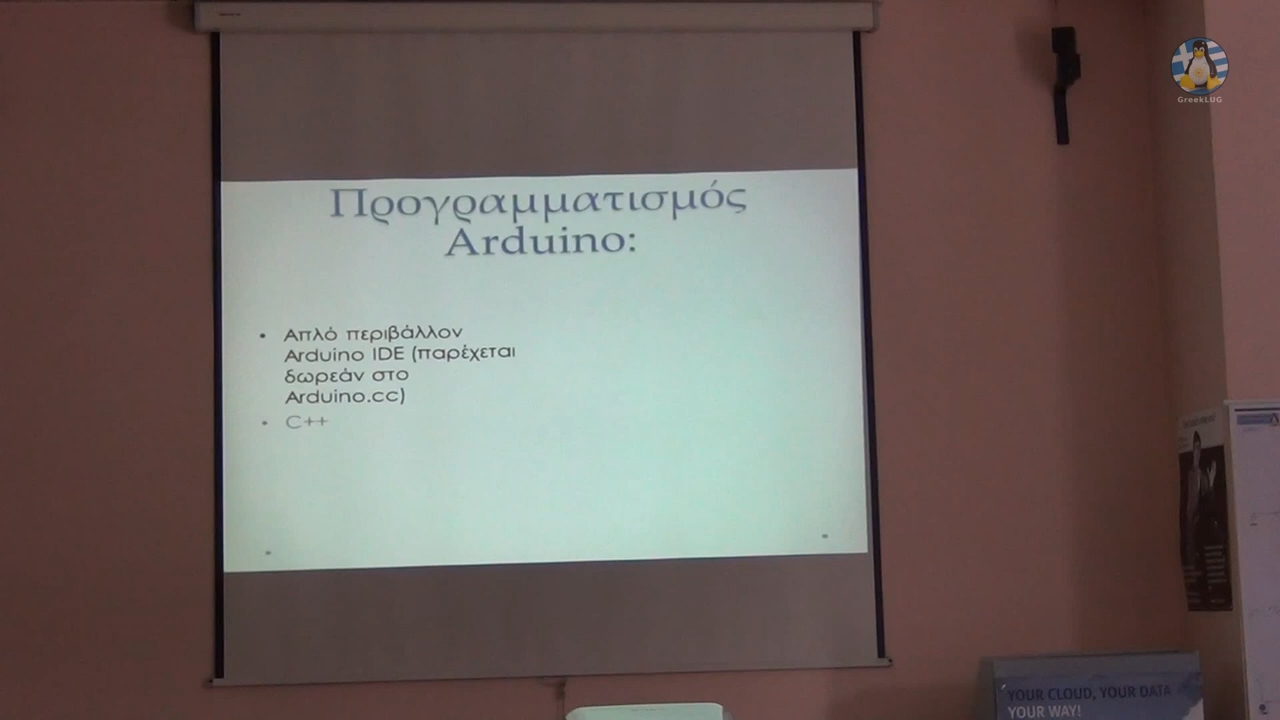 Προγραμματισμός
Arduino:
• Απλό περιβάλλον
Arduino IDE (παρέχεται
δωρεάν στο
Arduino.cc)
• C++
GreekLUG
YOUR CLOUD, YOUR DATA
YOUR WAY!